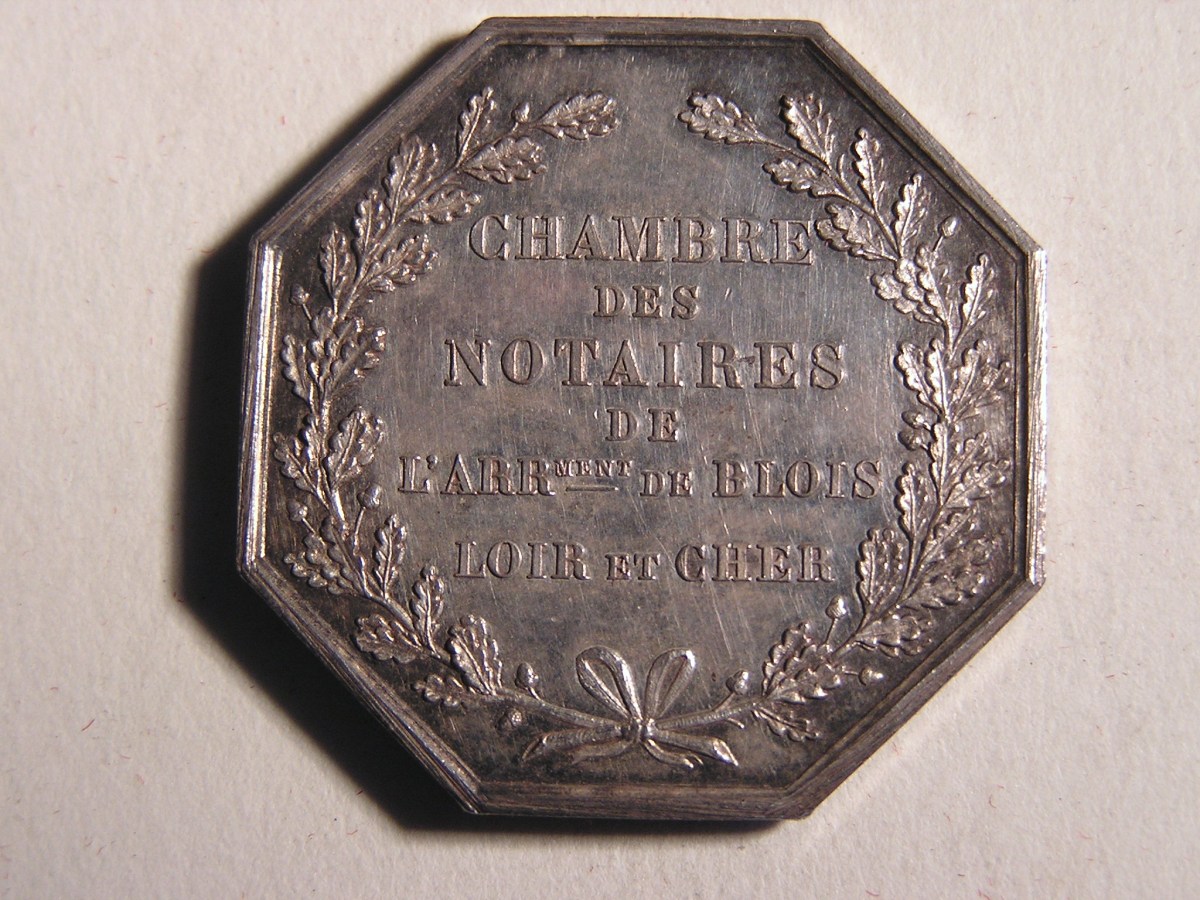 CHAMBRE
DES
NOTAIRES
DE
L'ARRMENT DE BLOIS
LOIR ET CHER